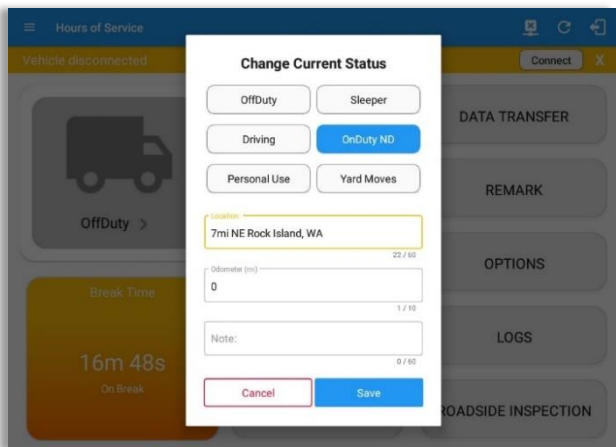 Hours of Service
Vehicle disconnected
Connect
X
OffDuty >
Break Time
16m 48s
On Break
Change Current Status
OffDuty
Sleeper
Driving
OnDuty ND
Personal Use
Yard Moves
Location
7mi NE Rock Island, WA
22 / 60
Odometer (mi)
0
1 / 10
Note:
0 / 60
Cancel
Save
DATA TRANSFER
REMARK
OPTIONS
LOGS
ROADSIDE INSPECTION